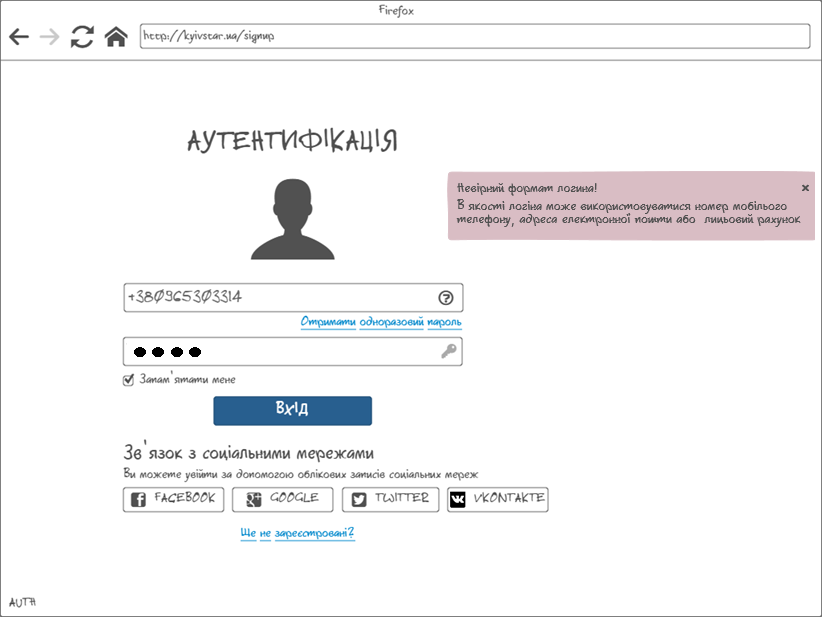 Firefox
http://kyivstar.ua/signup
АУТЕНТИФІКАЦІЯ
Невірний формат логина!
В якості логіна може використовуватися номер мобілього
телефону, адреса електронної пошти або лицьовий рахунок
+380965303314
Отримати одноразовий пароль
Запам'ятати мене
ВХІД
Зв'язок з соціальними мережами
Ви можете увійти за допомогою облікових записів соціальних мереж
FACEBOOK GOOGLE TWITTER VKONTAKTE
Ще не зареєстровані?
AUTH